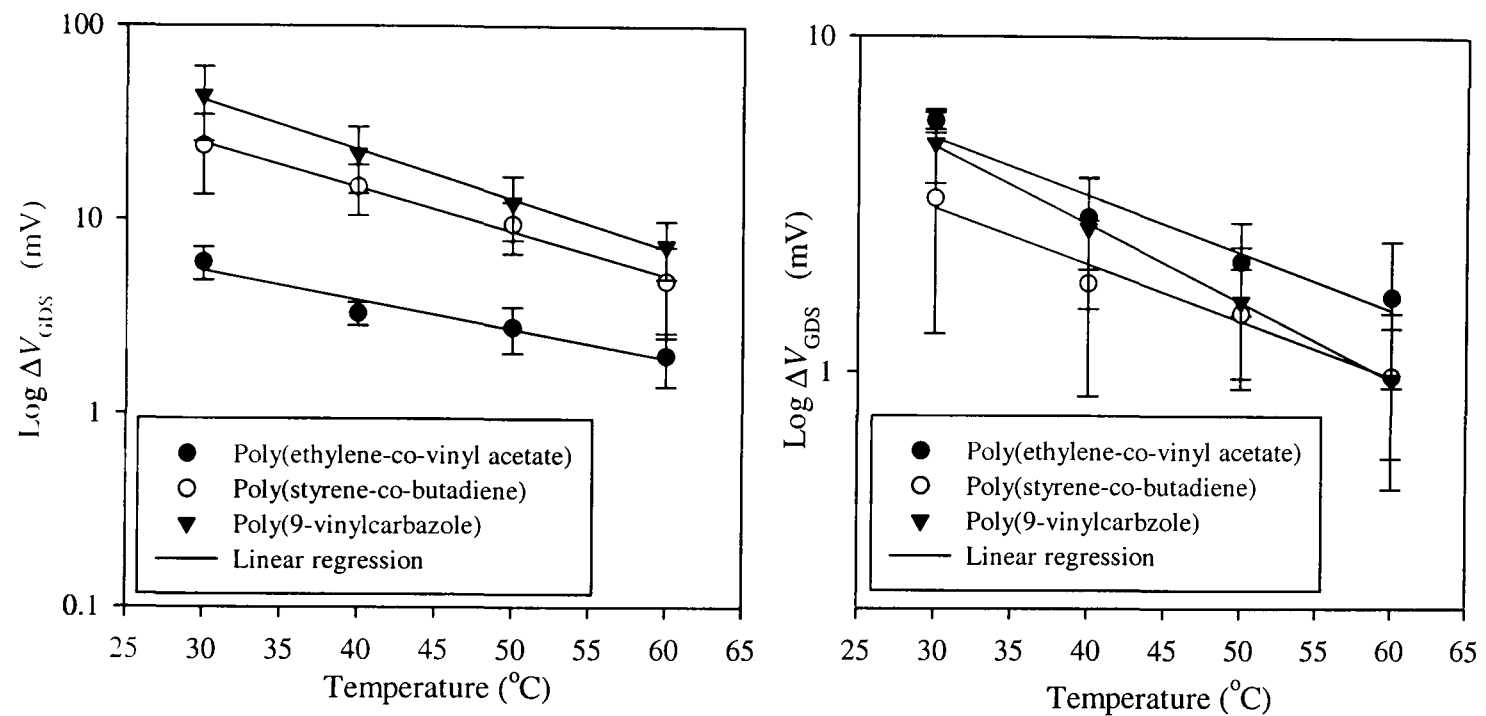 100
10
1
0.1
Log ΔV_GDS (mV)
Poly(ethylene-co-vinyl acetate)
Poly(styrene-co-butadiene)
Poly(9-vinylcarbazole)
Linear regression
25 30 35 40 45 50 55 60 65
Temperature (°C)
10
1
Log ΔV_GDS (mV)
Poly(ethylene-co-vinyl acetate)
Poly(styrene-co-butadiene)
Poly(9-vinylcarbzole)
Linear regression
25 30 35 40 45 50 55 60 65
Temperature (°C)